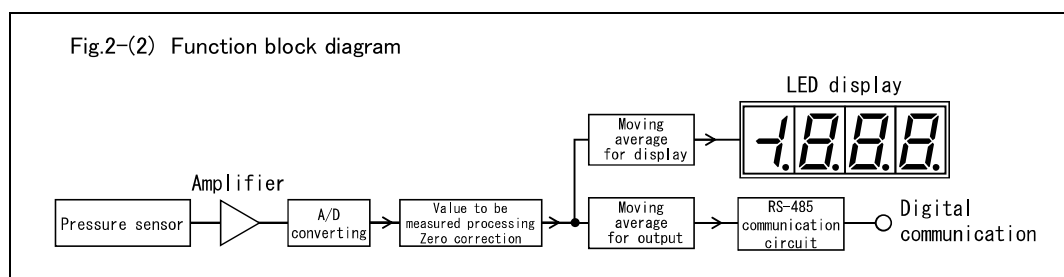 Fig.2-(2) Function block diagram
LED display
Moving
average
for display
-1.8.8.8.
Amplifier
Pressure sensor
A/D
converting
Value to be
measured processing
Zero correction
Moving
average
for output
RS-485
communication
circuit
Digital
communication